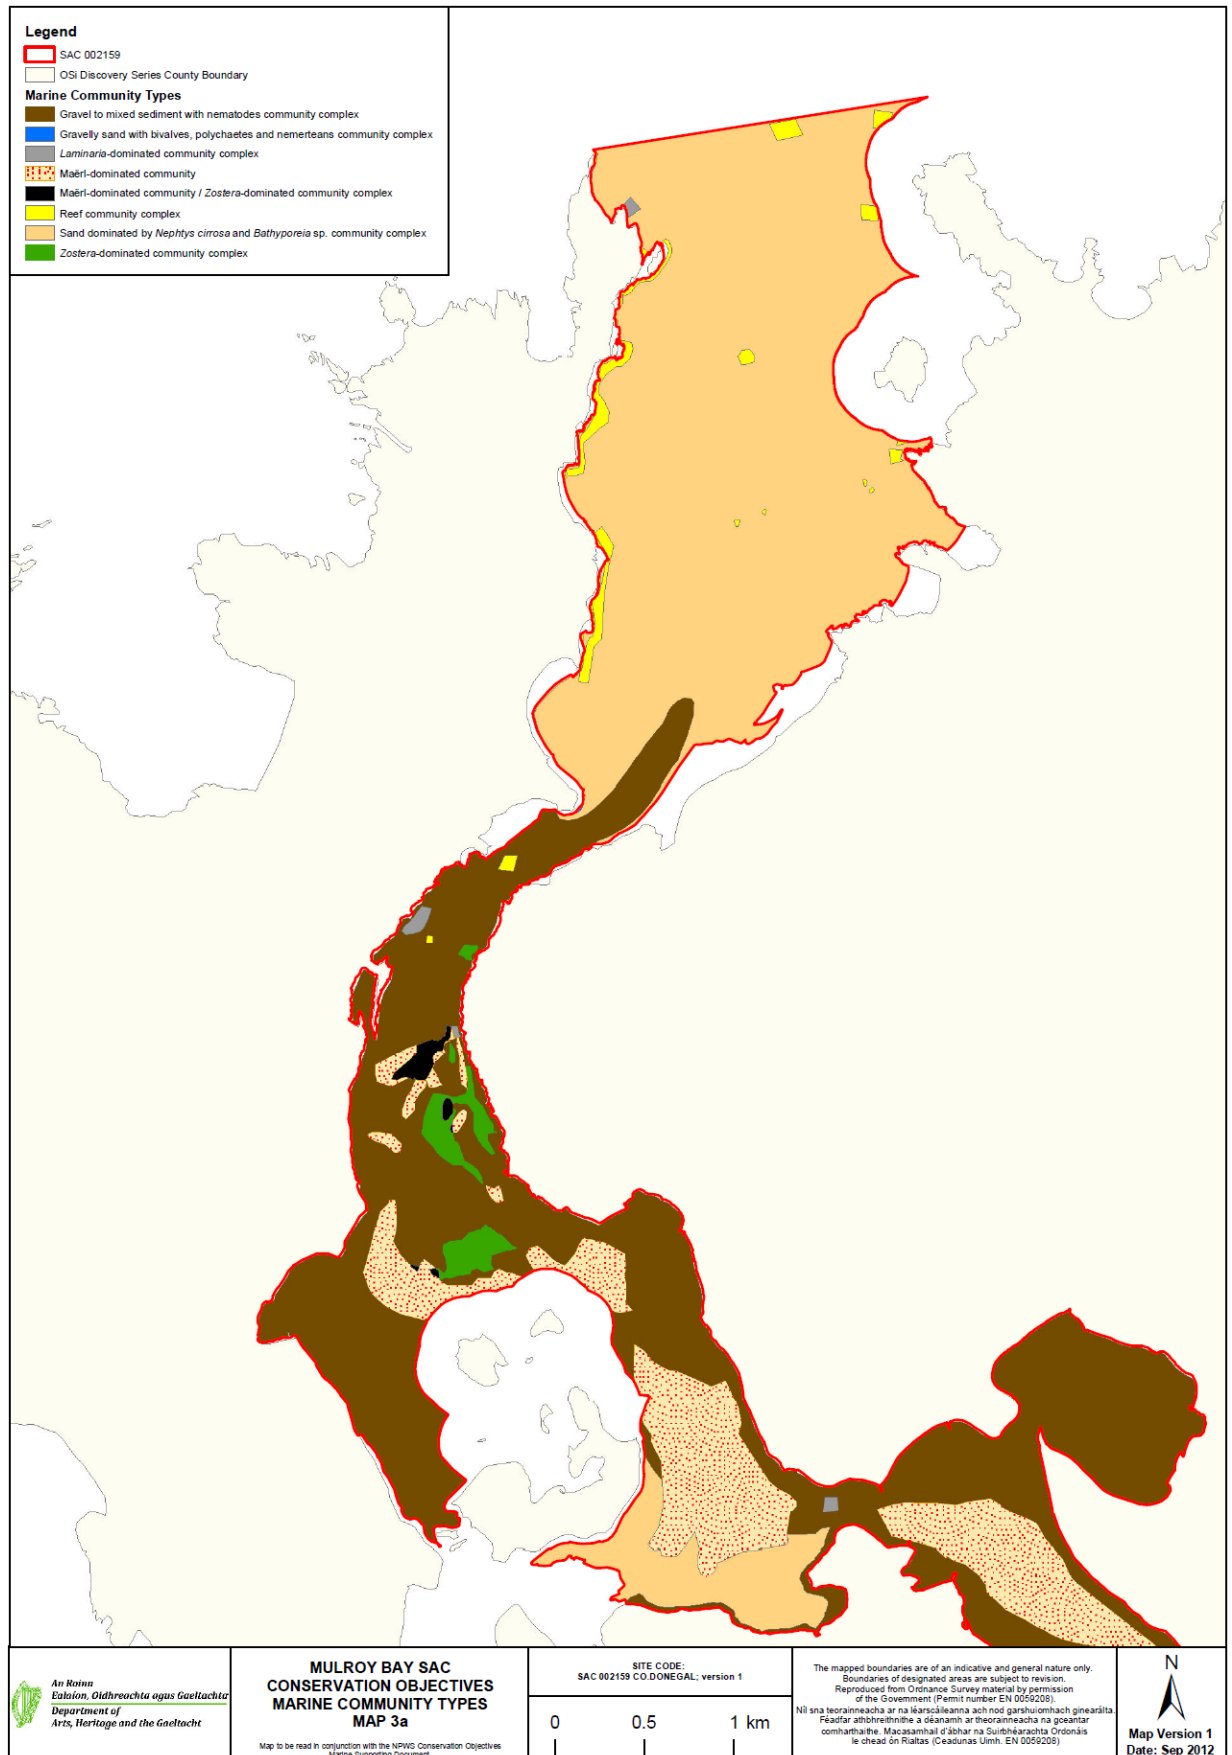 Legend
SAC 002159
OSi Discovery Series County Boundary
Marine Community Types
Gravel to mixed sediment with nematodes community complex
Gravelly sand with bivalves, polychaetes and nemerteans community complex
Laminaria-dominated community complex
Maërl-dominated community
Maërl-dominated community / Zostera-dominated community complex
Reef community complex
Sand dominated by Nephtys cirrosa and Bathyporeia sp. community complex
Zostera-dominated community complex
An Roinn
Ealaíon, Oidhreachta agus Gaeltachta
Department of
Arts, Heritage and the Gaeltacht
MULROY BAY SAC
CONSERVATION OBJECTIVES
MARINE COMMUNITY TYPES
MAP 3a
Map to be read in conjunction with the NPWS Conservation Objectives
Marine Supporting Document
SITE CODE:
SAC 002159 CO.DONEGAL; version 1
0 0.5 1 km
The mapped boundaries are of an indicative and general nature only.
Boundaries of designated areas are subject to revision.
Reproduced from Ordnance Survey material by permission
of the Government (Permit number EN 0059208).
Níl sna teorainneacha ar na léarscáileanna ach nod garshuiomhach ginearálta.
Féadfar athbhreithnithe a déanamh ar theorainneacha na gceantar
comharthaithe. Macasamhail d'ábhar na Suirbhéarachta Ordonáis
le chead ón Rialtas (Ceadunas Uimh. EN 0059208)
N
Map Version 1
Date: Sep 2012